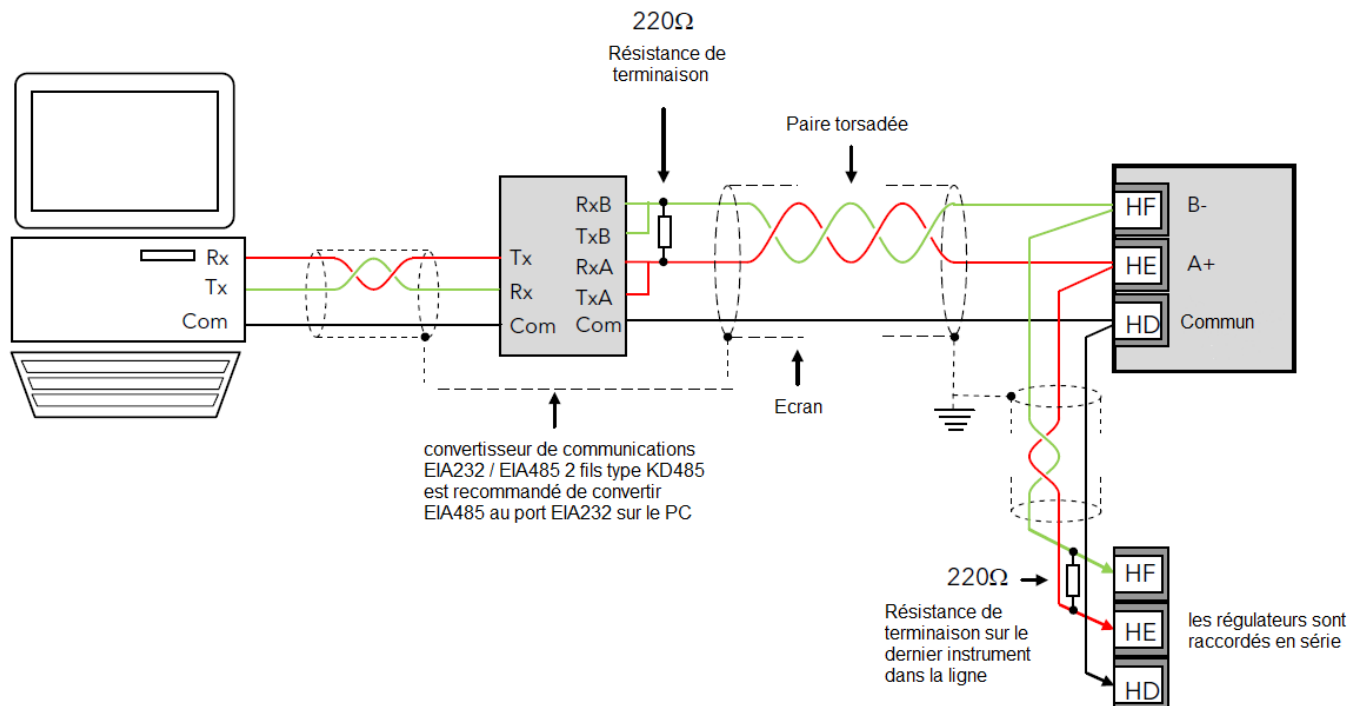 220Ω
Résistance de
terminaison
Paire torsadée
Rx
Tx
Com
Tx
Rx
Com
RxB
TxB
RxA
TxA
Com
HF
B-
HE
A+
HD
Commun
Ecran
convertisseur de communications
EIA232 / EIA485 2 fils type KD485
est recommandé de convertir
EIA485 au port EIA232 sur le PC
220Ω
Résistance de
terminaison sur le
dernier instrument
dans la ligne
HF
HE
HD
les régulateurs sont
raccordés en série